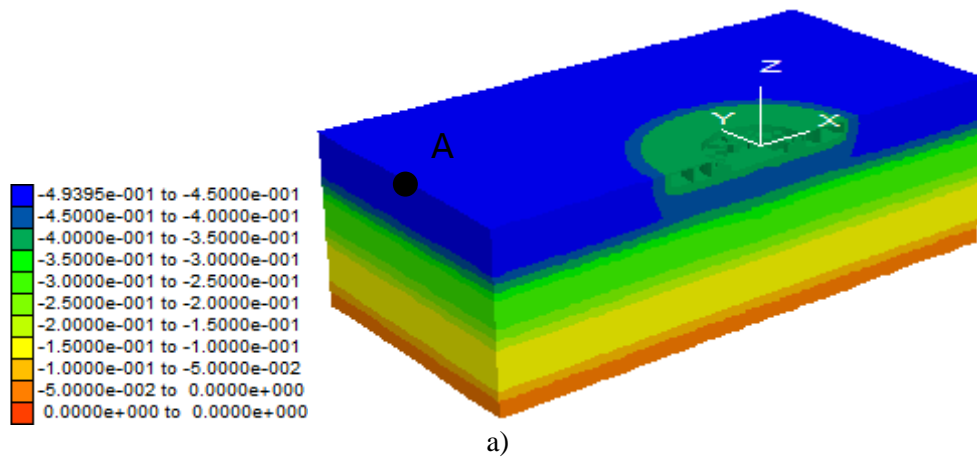 Z
Y
X
A
-4.9395e-001 to -4.5000e-001
-4.5000e-001 to -4.0000e-001
-4.0000e-001 to -3.5000e-001
-3.5000e-001 to -3.0000e-001
-3.0000e-001 to -2.5000e-001
-2.5000e-001 to -2.0000e-001
-2.0000e-001 to -1.5000e-001
-1.5000e-001 to -1.0000e-001
-1.0000e-001 to -5.0000e-002
-5.0000e-002 to 0.0000e+000
0.0000e+000 to 0.0000e+000
a)